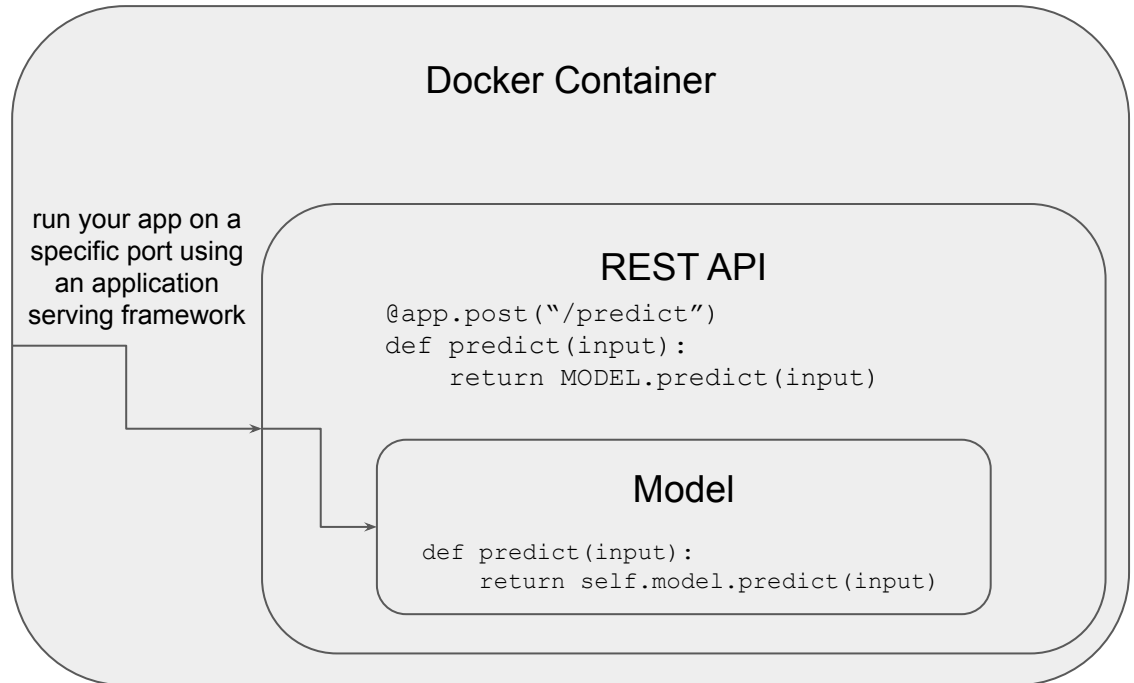 Docker Container
run your app on a
specific port using
an application
serving framework
REST API
@app.post(“/predict”)
def predict(input):
    return MODEL.predict(input)
Model
def predict(input):
    return self.model.predict(input)